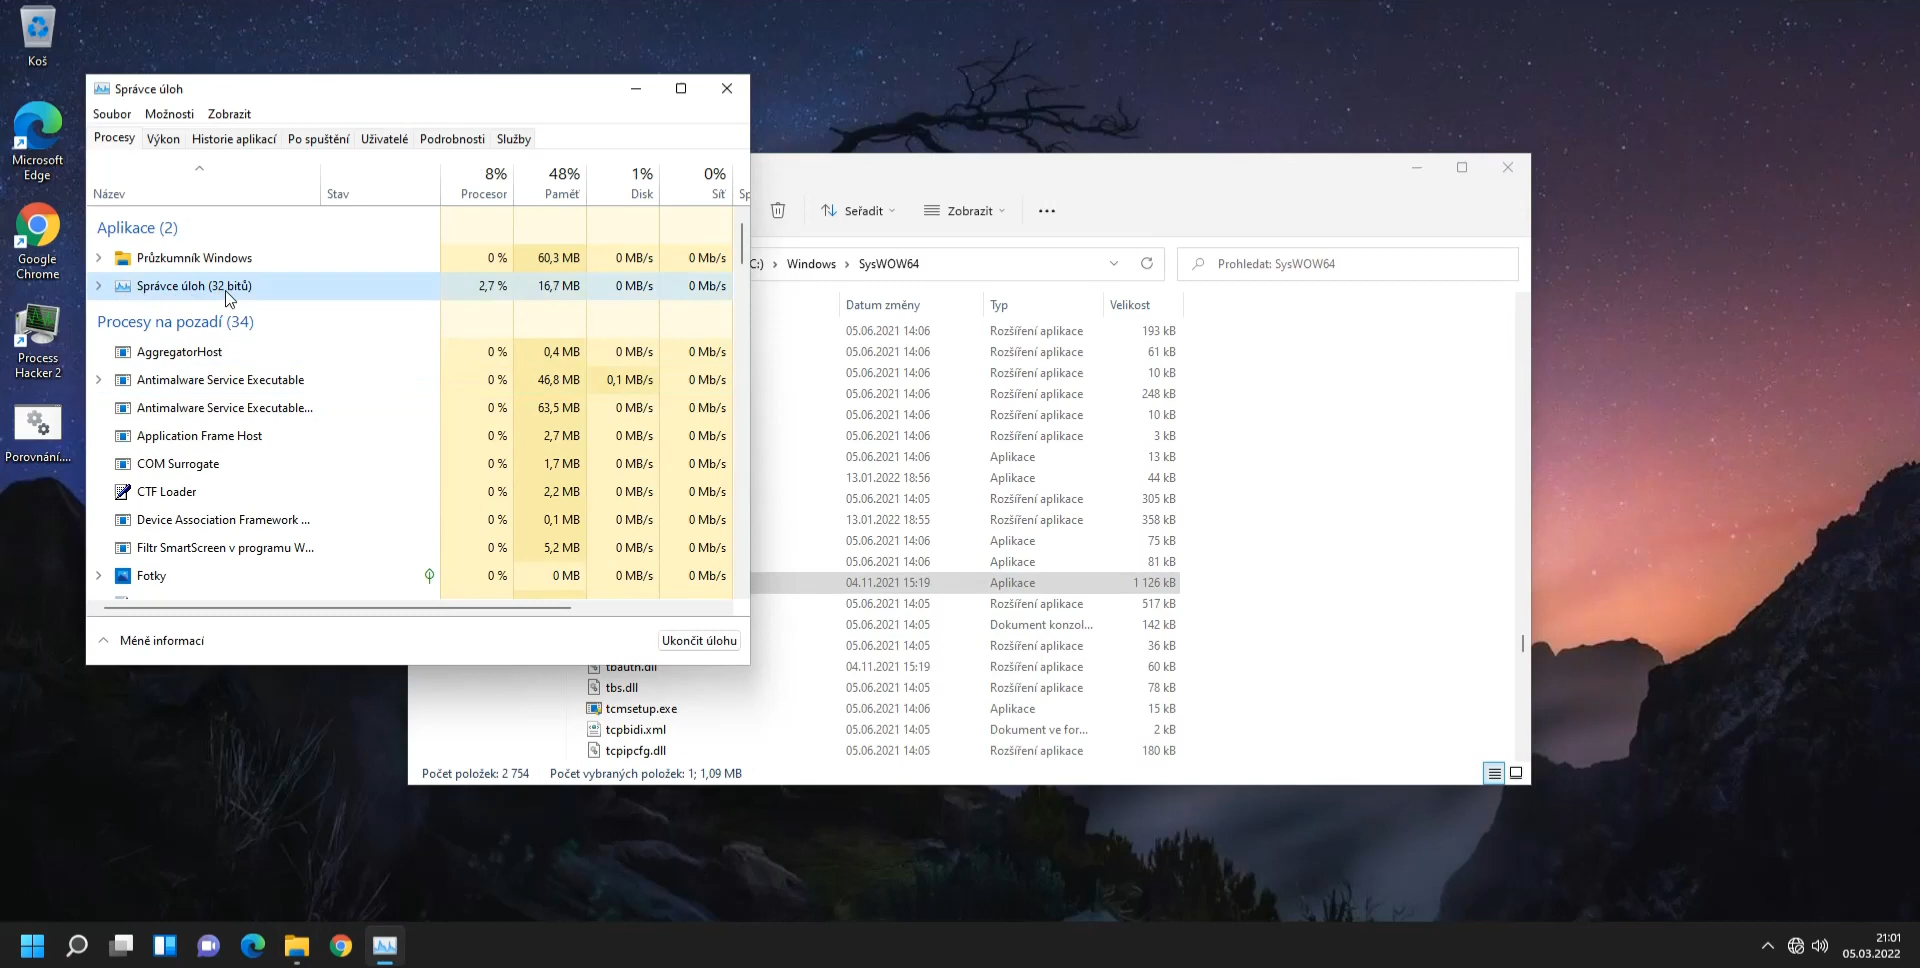 Koš
Microsoft
Edge
Google
Chrome
Process
Hacker 2
Porovnání....
Správce úloh
Soubor Možnosti Zobrazit
Procesy Výkon Historie aplikací Po spuštění Uživatelé Podrobnosti Služby
8% 48% 1% 0%
Název Stav Procesor Paměť Disk Síť Sp
Aplikace (2)
Průzkumník Windows 0 % 60,3 MB 0 MB/s 0 Mb/s
Správce úloh (32 bitů) 2,7 % 16,7 MB 0 MB/s 0 Mb/s
Procesy na pozadí (34)
AggregatorHost 0 % 0,4 MB 0 MB/s 0 Mb/s
Antimalware Service Executable 0 % 46,8 MB 0,1 MB/s 0 Mb/s
Antimalware Service Executable... 0 % 63,5 MB 0 MB/s 0 Mb/s
Application Frame Host 0 % 2,7 MB 0 MB/s 0 Mb/s
COM Surrogate 0 % 1,7 MB 0 MB/s 0 Mb/s
CTF Loader 0 % 2,2 MB 0 MB/s 0 Mb/s
Device Association Framework ... 0 % 0,1 MB 0 MB/s 0 Mb/s
Filtr SmartScreen v programu W... 0 % 5,2 MB 0 MB/s 0 Mb/s
Fotky 0 % 0 MB 0 MB/s 0 Mb/s
Méně informací Ukončit úlohu
Seřadit Zobrazit
C:) › Windows › SysWOW64 Prohledat: SysWOW64
Datum změny Typ Velikost
05.06.2021 14:06 Rozšíření aplikace 193 kB
05.06.2021 14:06 Rozšíření aplikace 61 kB
05.06.2021 14:06 Rozšíření aplikace 10 kB
05.06.2021 14:06 Rozšíření aplikace 248 kB
05.06.2021 14:06 Rozšíření aplikace 10 kB
05.06.2021 14:06 Rozšíření aplikace 3 kB
05.06.2021 14:06 Aplikace 13 kB
13.01.2022 18:56 Aplikace 44 kB
05.06.2021 14:05 Rozšíření aplikace 305 kB
13.01.2022 18:55 Rozšíření aplikace 358 kB
05.06.2021 14:06 Aplikace 75 kB
05.06.2021 14:06 Aplikace 81 kB
04.11.2021 15:19 Aplikace 1 126 kB
05.06.2021 14:05 Rozšíření aplikace 517 kB
05.06.2021 14:05 Dokument konzol... 142 kB
05.06.2021 14:05 Rozšíření aplikace 36 kB
tbauth.dll 04.11.2021 15:19 Rozšíření aplikace 60 kB
tbs.dll 05.06.2021 14:05 Rozšíření aplikace 78 kB
tcmsetup.exe 05.06.2021 14:06 Aplikace 15 kB
tcpbidi.xml 05.06.2021 14:05 Dokument ve for... 2 kB
tcpipcfg.dll 05.06.2021 14:05 Rozšíření aplikace 180 kB
Počet položek: 2 754 Počet vybraných položek: 1; 1,09 MB
21:01
05.03.2022